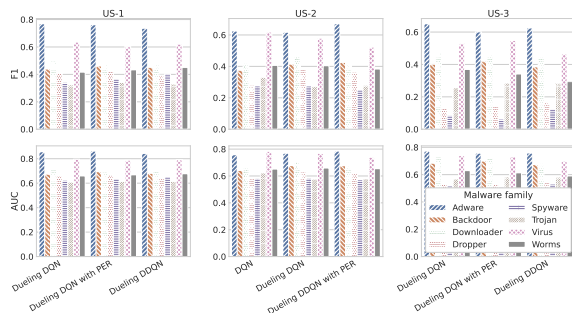 US-1
US-2
US-3
F1
0.8
0.6
0.4
0.2
0.0
0.6
0.4
0.2
0.0
0.6
0.4
0.2
0.0
AUC
0.8
0.6
0.4
0.2
0.0
0.8
0.6
0.4
0.2
0.0
0.8
0.6
0.4
0.2
0.0
Malware family
Adware
Backdoor
Downloader
Dropper
Spyware
Trojan
Virus
Worms
Dueling DQN
Dueling DQN with PER
Dueling DDQN
DQN
Dueling DQN
Dueling DQN with PER
Dueling DQN
Dueling DQN with PER
Dueling DDQN